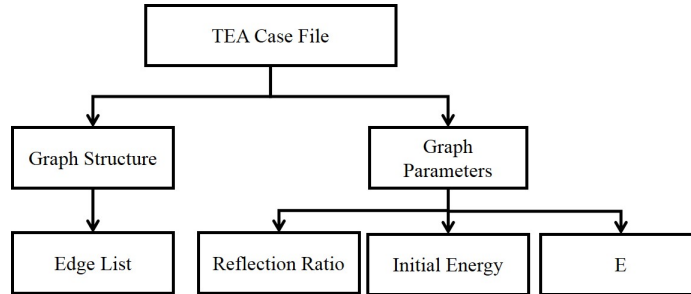 TEA Case File
Graph Structure
Graph
Parameters
Edge List
Reflection Ratio
Initial Energy
E